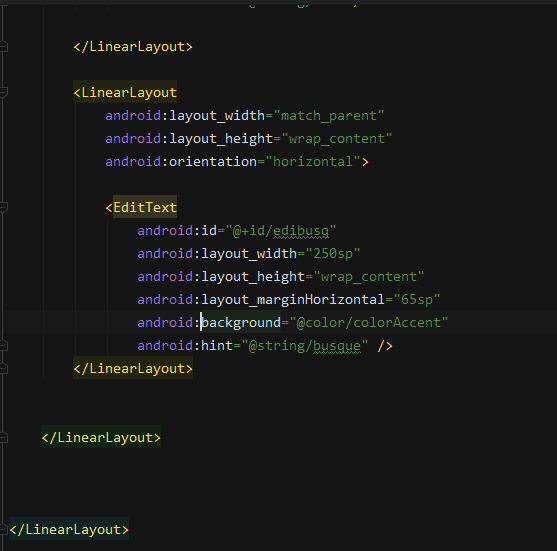 </LinearLayout>
<LinearLayout
android:layout_width="match_parent"
android:layout_height="wrap_content"
android:orientation="horizontal">
<EditText
android:id="@+id/edibusq"
android:layout_width="250sp"
android:layout_height="wrap_content"
android:layout_marginHorizontal="65sp"
android:background="@color/colorAccent"
android:hint="@string/busque" />
</LinearLayout>
</LinearLayout>
</LinearLayout>